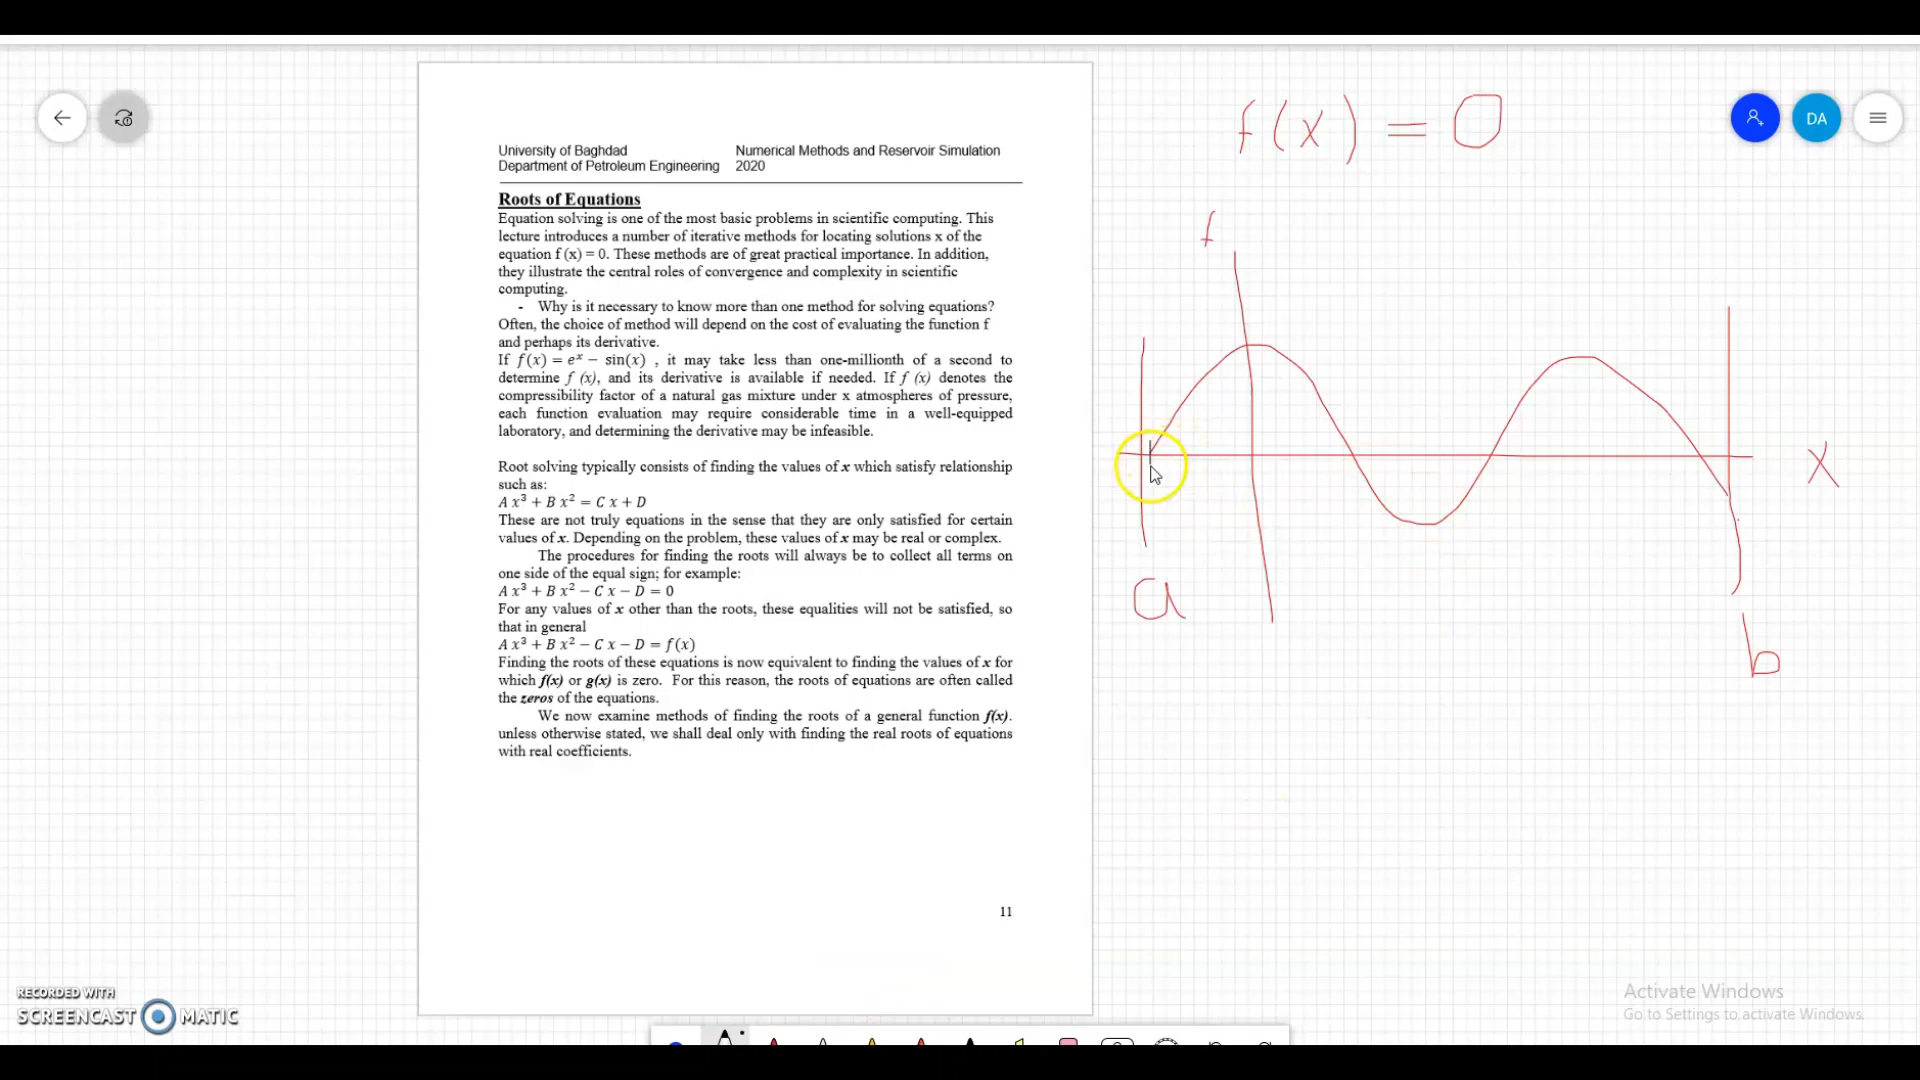 University of Baghdad Numerical Methods and Reservoir Simulation
Department of Petroleum Engineering 2020
Roots of Equations
Equation solving is one of the most basic problems in scientific computing. This
lecture introduces a number of iterative methods for locating solutions x of the
equation f (x) = 0. These methods are of great practical importance. In addition,
they illustrate the central roles of convergence and complexity in scientific
computing.
- Why is it necessary to know more than one method for solving equations?
Often, the choice of method will depend on the cost of evaluating the function f
and perhaps its derivative.
If f(x) = eˣ − sin(x) , it may take less than one-millionth of a second to
determine f (x), and its derivative is available if needed. If f (x) denotes the
compressibility factor of a natural gas mixture under x atmospheres of pressure,
each function evaluation may require considerable time in a well-equipped
laboratory, and determining the derivative may be infeasible.
Root solving typically consists of finding the values of x which satisfy relationship
such as:
A x³ + B x² = C x + D
These are not truly equations in the sense that they are only satisfied for certain
values of x. Depending on the problem, these values of x may be real or complex.
The procedures for finding the roots will always be to collect all terms on
one side of the equal sign; for example:
A x³ + B x² − C x − D = 0
For any values of x other than the roots, these equalities will not be satisfied, so
that in general
A x³ + B x² − C x − D = f(x)
Finding the roots of these equations is now equivalent to finding the values of x for
which f(x) or g(x) is zero. For this reason, the roots of equations are often called
the zeros of the equations.
We now examine methods of finding the roots of a general function f(x).
unless otherwise stated, we shall deal only with finding the real roots of equations
with real coefficients.
11
f(x) = 0
f
x
a
b
DA
RECORDED WITH
SCREENCAST MATIC
Activate Windows
Go to Settings to activate Windows.